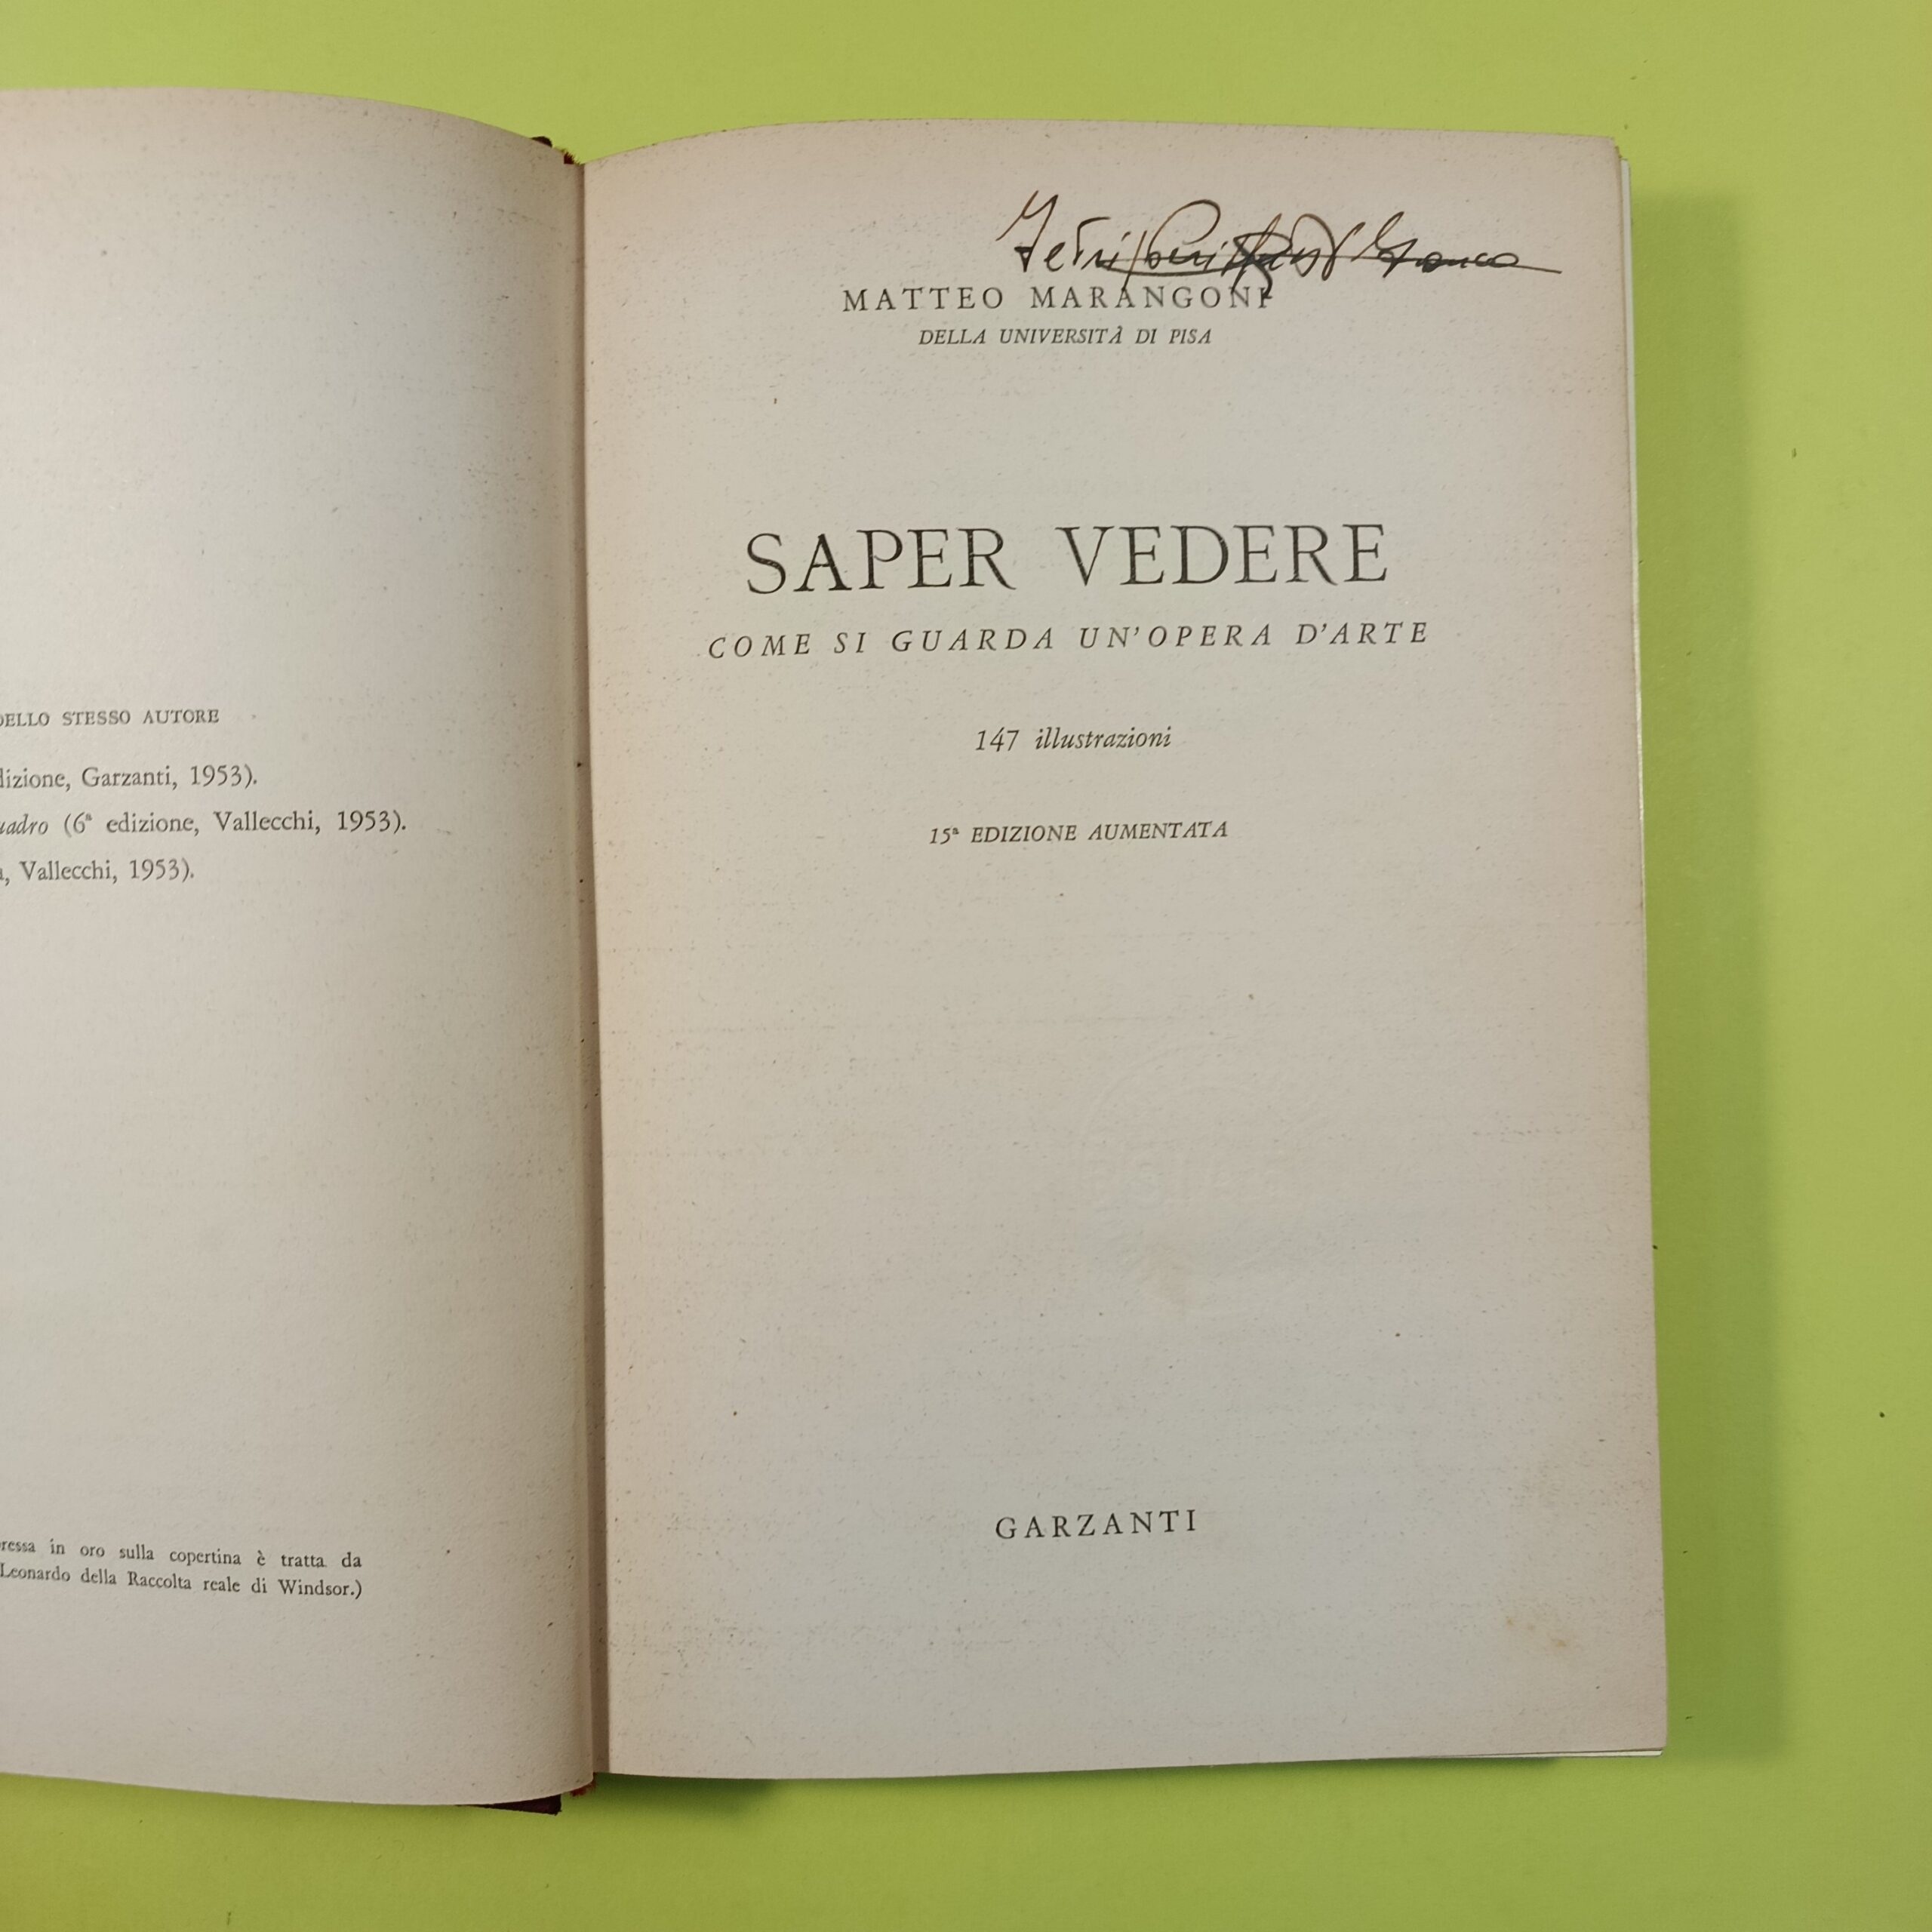 DELLO STESSO AUTORE
dizione, Garzanti, 1953).
uadro (6ª edizione, Vallecchi, 1953).
, Vallecchi, 1953).
ressa in oro sulla copertina è tratta da
Leonardo della Raccolta reale di Windsor.)
MATTEO MARANGONI
DELLA UNIVERSITÀ DI PISA
SAPER VEDERE
COME SI GUARDA UN'OPERA D'ARTE
147 illustrazioni
15ª EDIZIONE AUMENTATA
GARZANTI